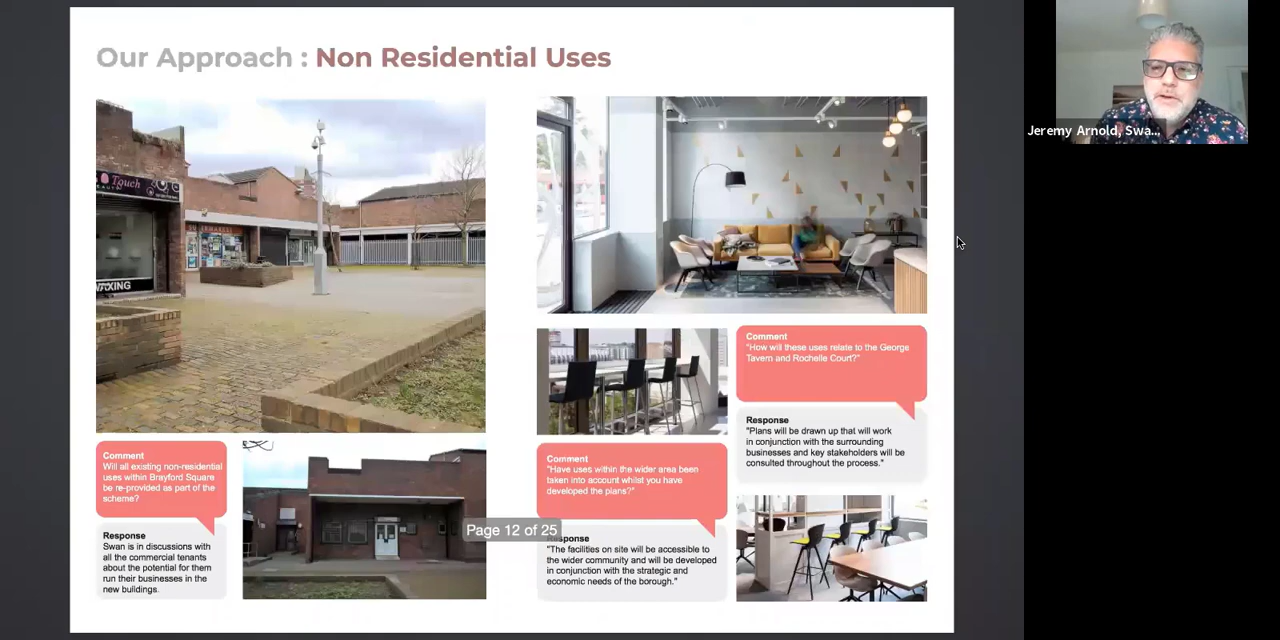 Our Approach : Non Residential Uses
Touch
SUPERMARKET
WAXING
Comment
"How will these uses relate to the George
Tavern and Rochelle Court?"
Response
"Plans will be drawn up that will work
in conjunction with the surrounding
businesses and key stakeholders will be
consulted throughout the process."
Comment
Will all existing non-residential
uses within Brayford Square
be re-provided as part of the
scheme?
Response
Swan is in discussions with
all the commercial tenants
about the potential for them
run their businesses in the
new buildings.
Comment
"Have uses within the wider area been
taken into account whilst you have
developed the plans?"
Page 12 of 25
Response
"The facilities on site will be accessible to
the wider community and will be developed
in conjunction with the strategic and
economic needs of the borough."
Jeremy Arnold, Swa...